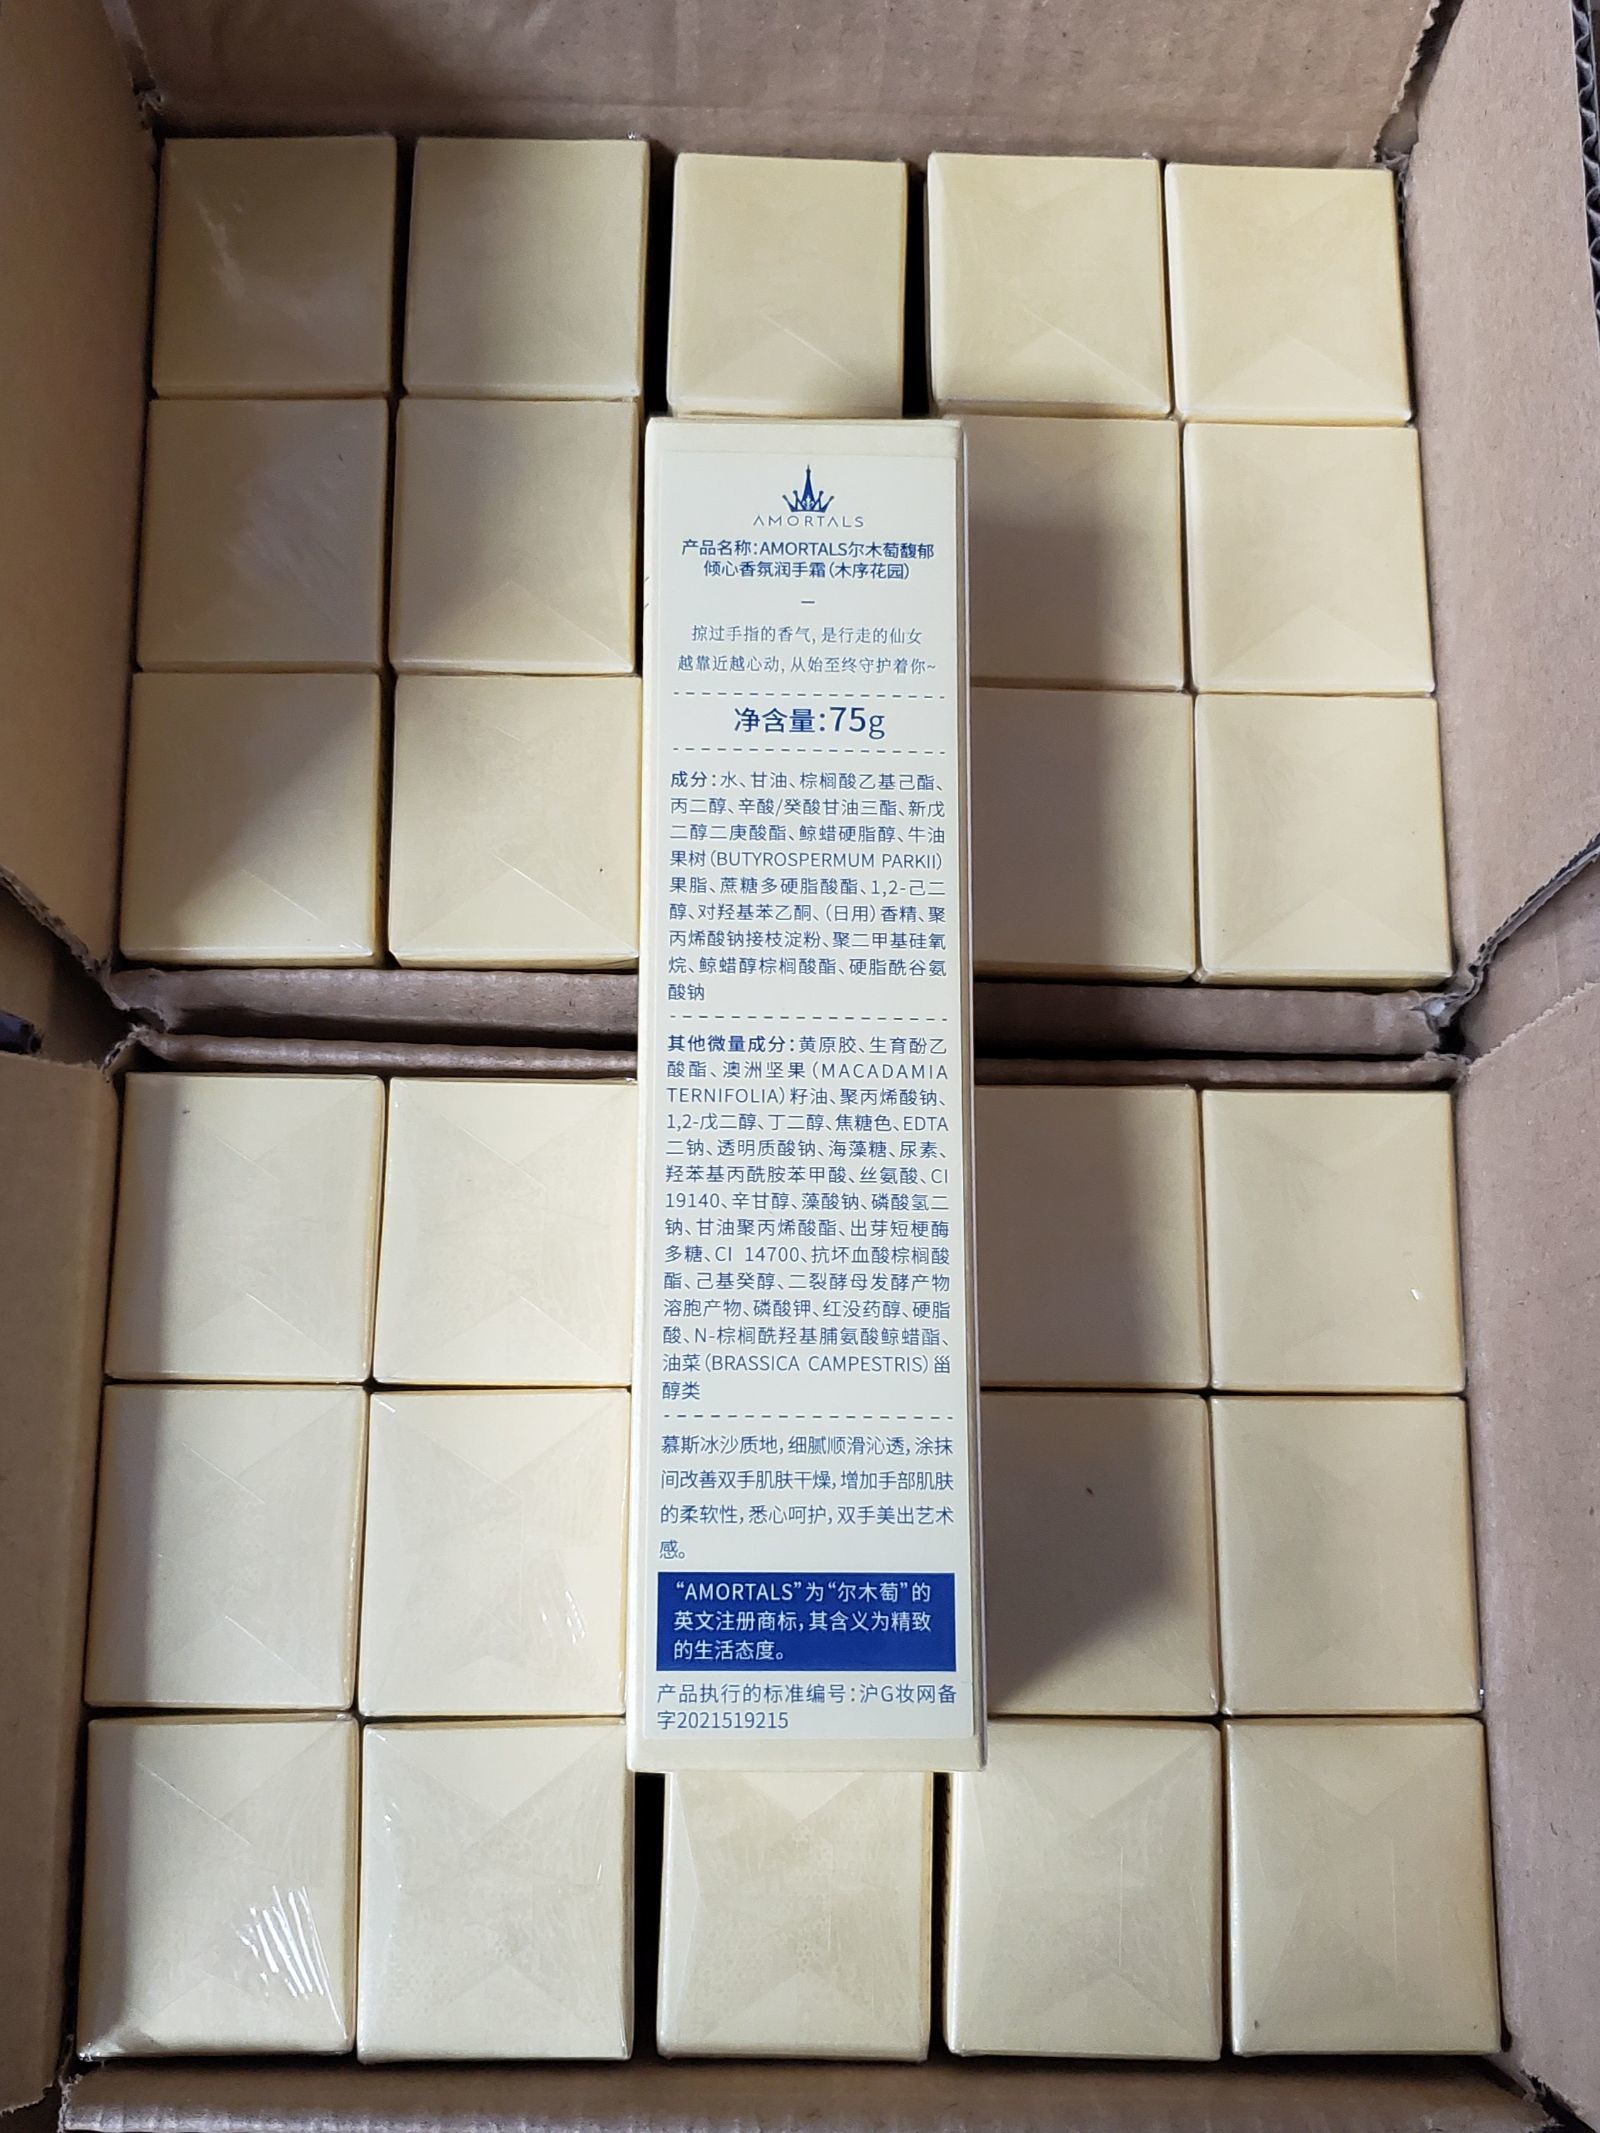 AMORTALS
产品名称：AMORTALS尔木萄馥郁
倾心香氛润手霜（木序花园）
掠过手指的香气，是行走的仙女
越靠近越心动，从始至终守护着你~
净含量：75g
成分：水、甘油、棕榈酸乙基己酯、
丙二醇、辛酸/癸酸甘油三酯、新戊
二醇二庚酸酯、鲸蜡硬脂醇、牛油
果树（BUTYROSPERMUM PARKII）
果脂、蔗糖多硬脂酸酯、1,2-己二
醇、对羟基苯乙酮、（日用）香精、聚
丙烯酸钠接枝淀粉、聚二甲基硅氧
烷、鲸蜡醇棕榈酸酯、硬脂酰谷氨
酸钠
其他微量成分：黄原胶、生育酚乙
酸酯、澳洲坚果（MACADAMIA
TERNIFOLIA）籽油、聚丙烯酸钠、
1,2-戊二醇、丁二醇、焦糖色、EDTA
二钠、透明质酸钠、海藻糖、尿素、
羟苯基丙酰胺苯甲酸、丝氨酸、CI
19140、辛甘醇、藻酸钠、磷酸氢二
钠、甘油聚丙烯酸酯、出芽短梗酶
多糖、CI 14700、抗坏血酸棕榈酸
酯、己基癸醇、二裂酵母发酵产物
溶胞产物、磷酸钾、红没药醇、硬脂
酸、N-棕榈酰羟基脯氨酸鲸蜡酯、
油菜（BRASSICA CAMPESTRIS）甾
醇类
慕斯冰沙质地，细腻顺滑沁透，涂抹
间改善双手肌肤干燥，增加手部肌肤
的柔软性，悉心呵护，双手美出艺术
感。
“AMORTALS”为“尔木萄”的
英文注册商标，其含义为精致
的生活态度。
产品执行的标准编号：沪G妆网备
字2021519215